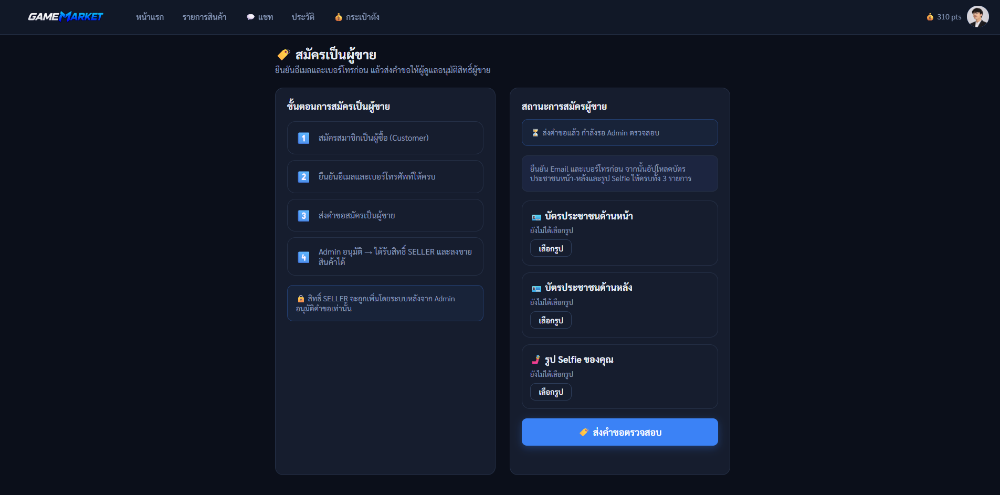 GAMEMARKET
หน้าแรก
รายการสินค้า
💬 แชท
ประวัติ
💰 กระเป๋าตัง
💰 310 pts
🏷️ สมัครเป็นผู้ขาย
ยืนยันอีเมลและเบอร์โทรก่อน แล้วส่งคำขอให้ผู้ดูแลอนุมัติสิทธิ์ผู้ขาย
ขั้นตอนการสมัครเป็นผู้ขาย
1 สมัครสมาชิกเป็นผู้ซื้อ (Customer)
2 ยืนยันอีเมลและเบอร์โทรศัพท์ให้ครบ
3 ส่งคำขอสมัครเป็นผู้ขาย
4 Admin อนุมัติ → ได้รับสิทธิ์ SELLER และลงขาย
สินค้าได้
🔒 สิทธิ์ SELLER จะถูกเพิ่มโดยระบบหลังจาก Admin
อนุมัติคำขอเท่านั้น
สถานะการสมัครผู้ขาย
⏳ ส่งคำขอแล้ว กำลังรอ Admin ตรวจสอบ
ยืนยัน Email และเบอร์โทรก่อน จากนั้นอัปโหลดบัตร
ประชาชนหน้า-หลังและรูป Selfie ให้ครบทั้ง 3 รายการ
🪪 บัตรประชาชนด้านหน้า
ยังไม่ได้เลือกรูป
เลือกรูป
🪪 บัตรประชาชนด้านหลัง
ยังไม่ได้เลือกรูป
เลือกรูป
🤳 รูป Selfie ของคุณ
ยังไม่ได้เลือกรูป
เลือกรูป
🏷️ ส่งคำขอตรวจสอบ